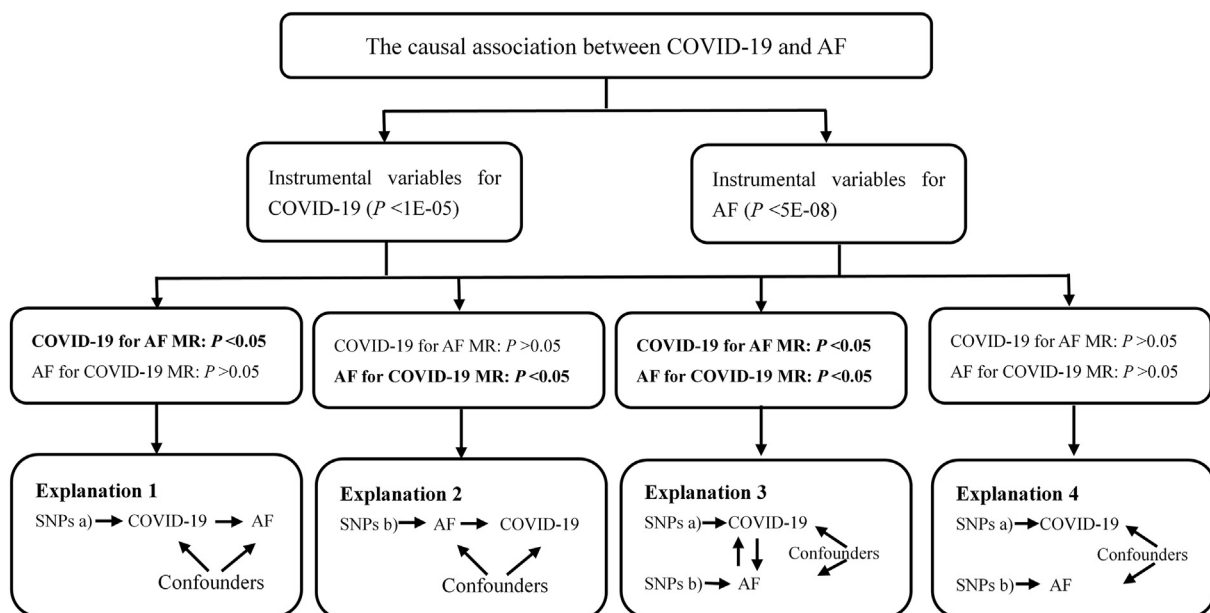 The causal association between COVID-19 and AF
Instrumental variables for
COVID-19 (P <1E-05)
Instrumental variables for
AF (P <5E-08)
COVID-19 for AF MR: P <0.05
AF for COVID-19 MR: P >0.05
COVID-19 for AF MR: P >0.05
AF for COVID-19 MR: P <0.05
COVID-19 for AF MR: P <0.05
AF for COVID-19 MR: P <0.05
COVID-19 for AF MR: P >0.05
AF for COVID-19 MR: P >0.05
Explanation 1
SNPs a) COVID-19 AF
Confounders
Explanation 2
SNPs b) AF COVID-19
Confounders
Explanation 3
SNPs a) COVID-19
Confounders
SNPs b) AF
Explanation 4
SNPs a) COVID-19
Confounders
SNPs b) AF